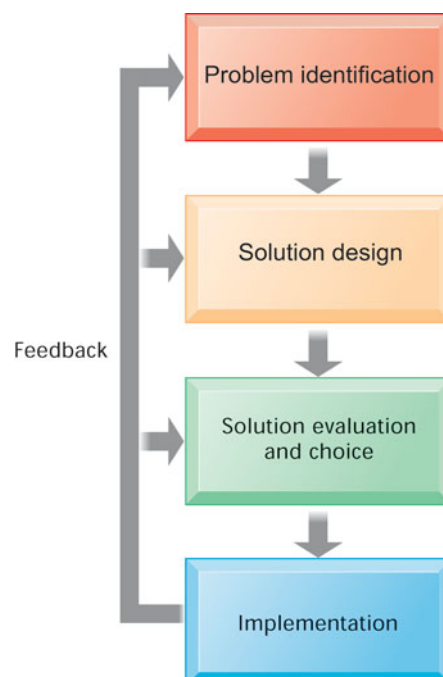 Problem identification
Solution design
Feedback
Solution evaluation
and choice
Implementation